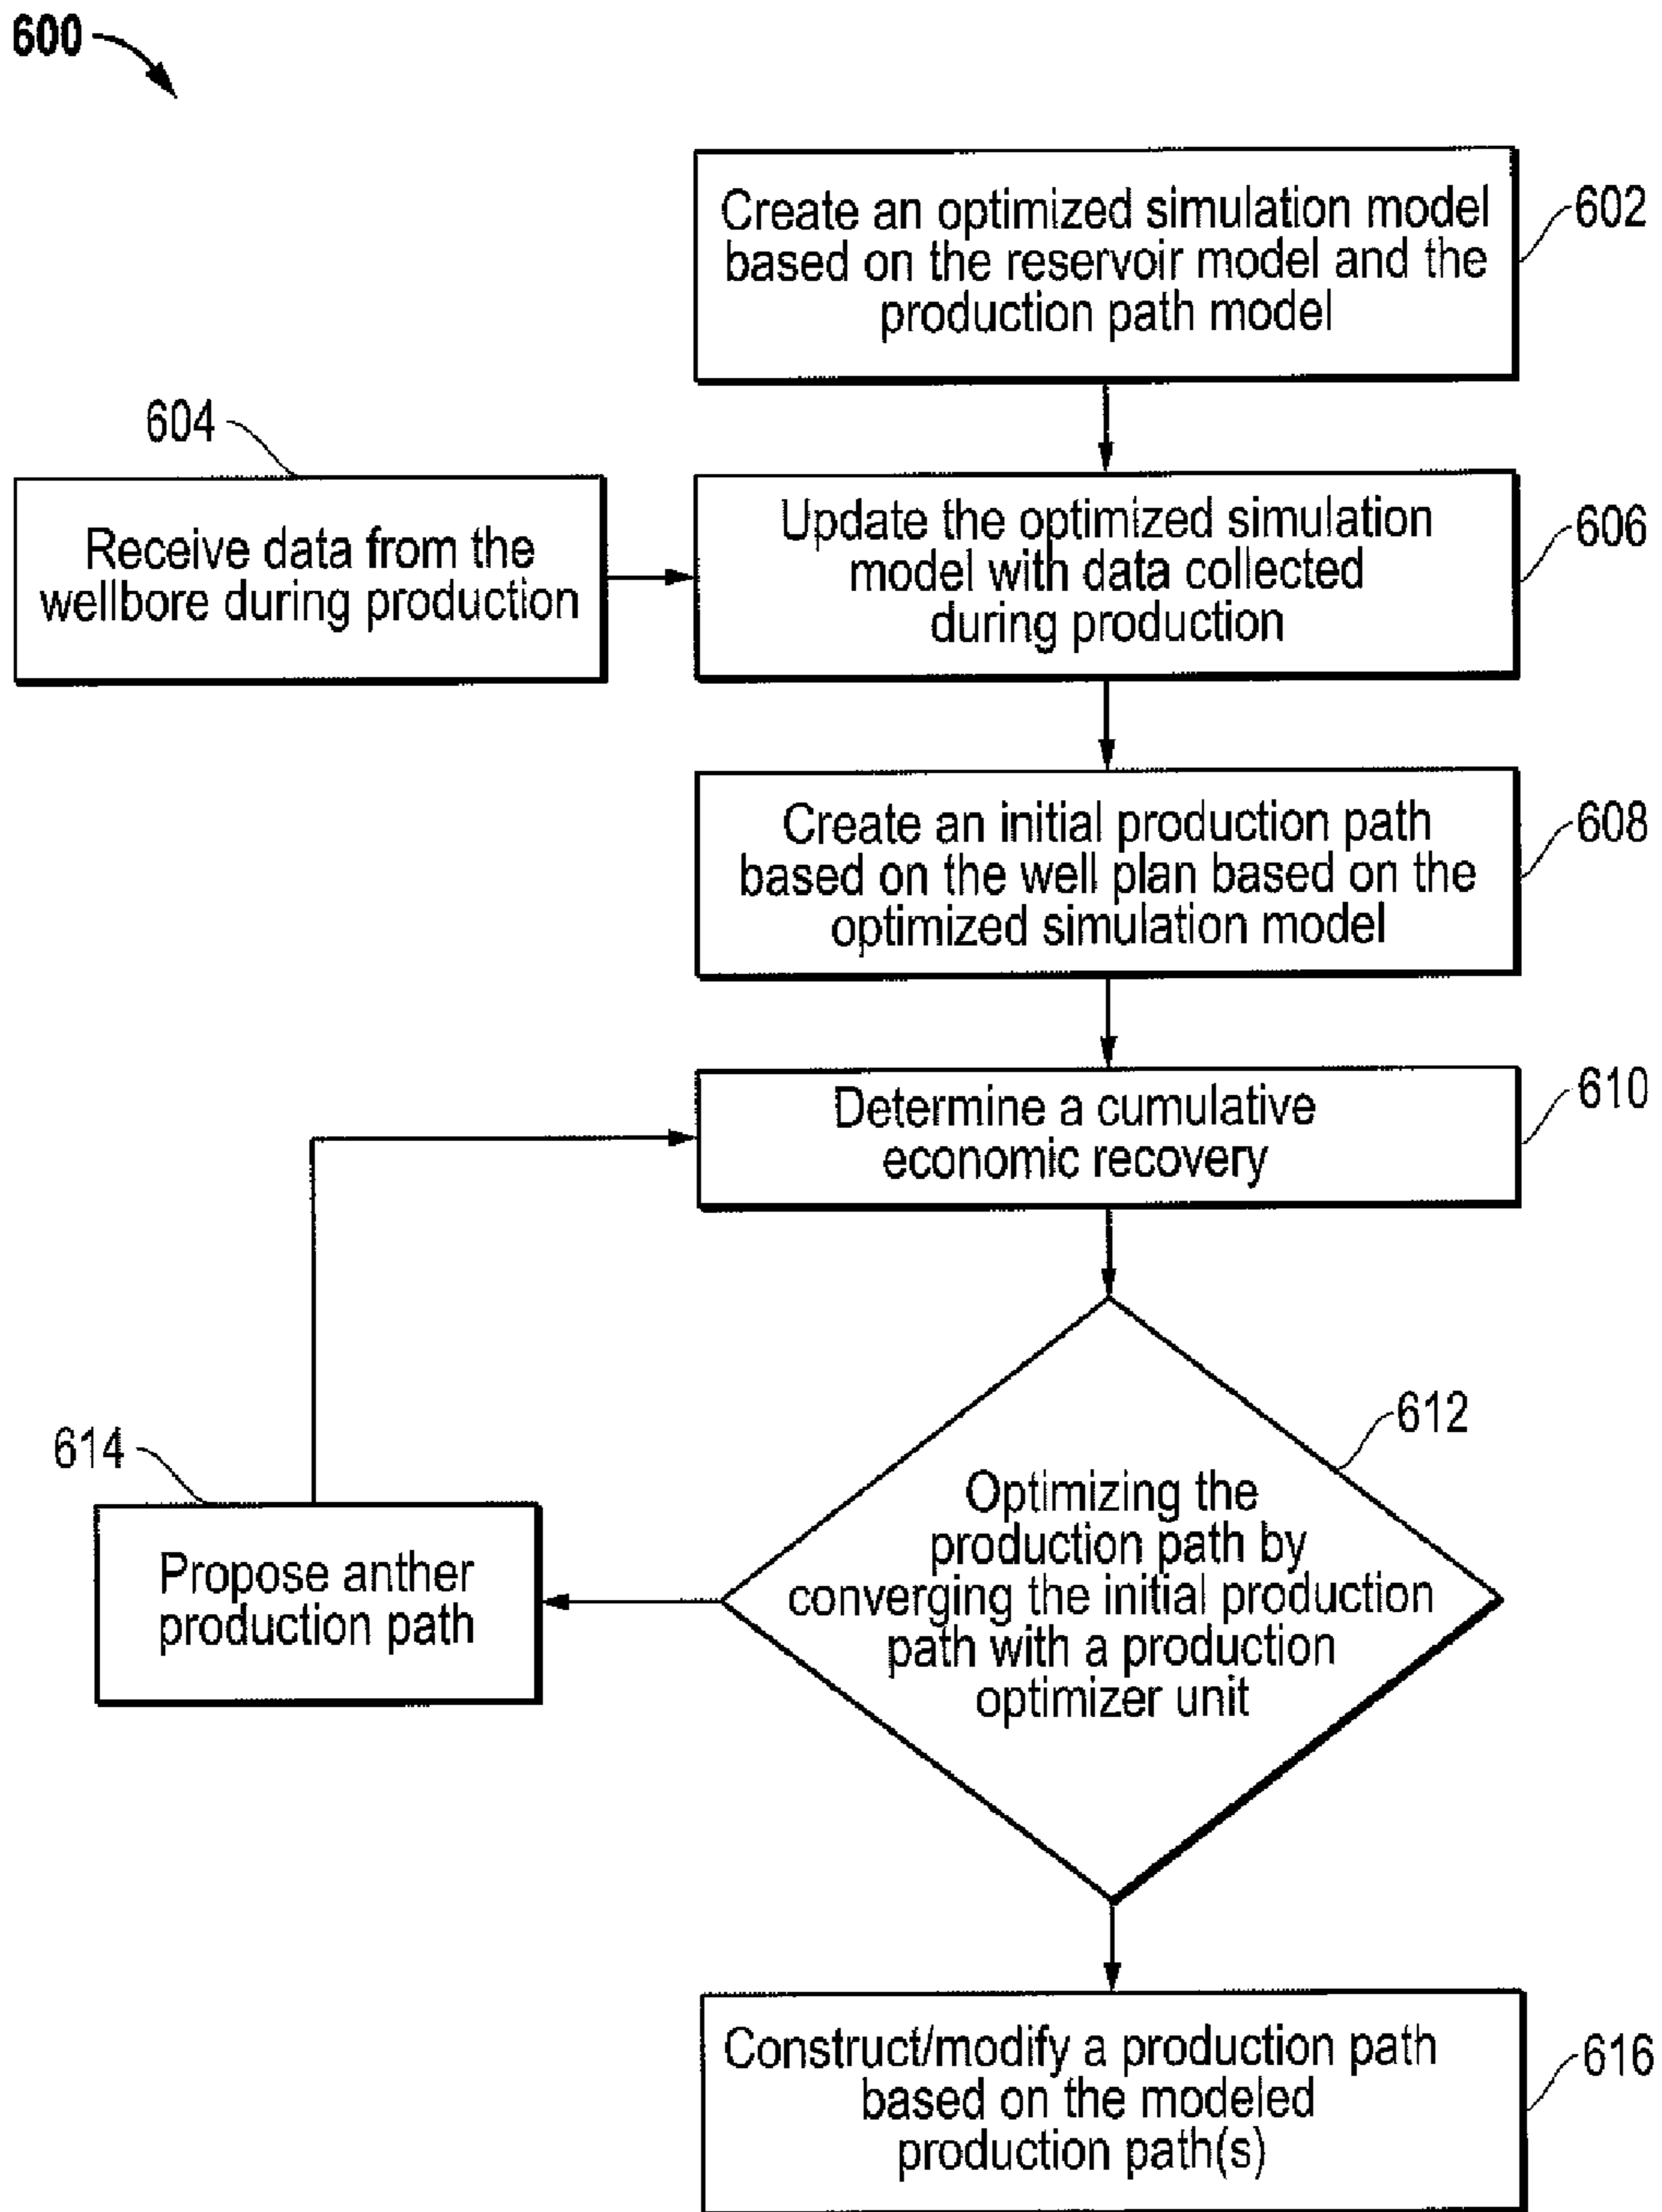 600
Create an optimized simulation model
based on the reservoir model and the
production path model
602
604
Receive data from the
wellbore during production
Update the optimized simulation
model with data collected
during production
606
Create an initial production path
based on the well plan based on the
optimized simulation model
608
Determine a cumulative
economic recovery
610
612
Optimizing the
production path by
converging the initial production
path with a production
optimizer unit
614
Propose anther
production path
Construct/modify a production path
based on the modeled
production path(s)
616